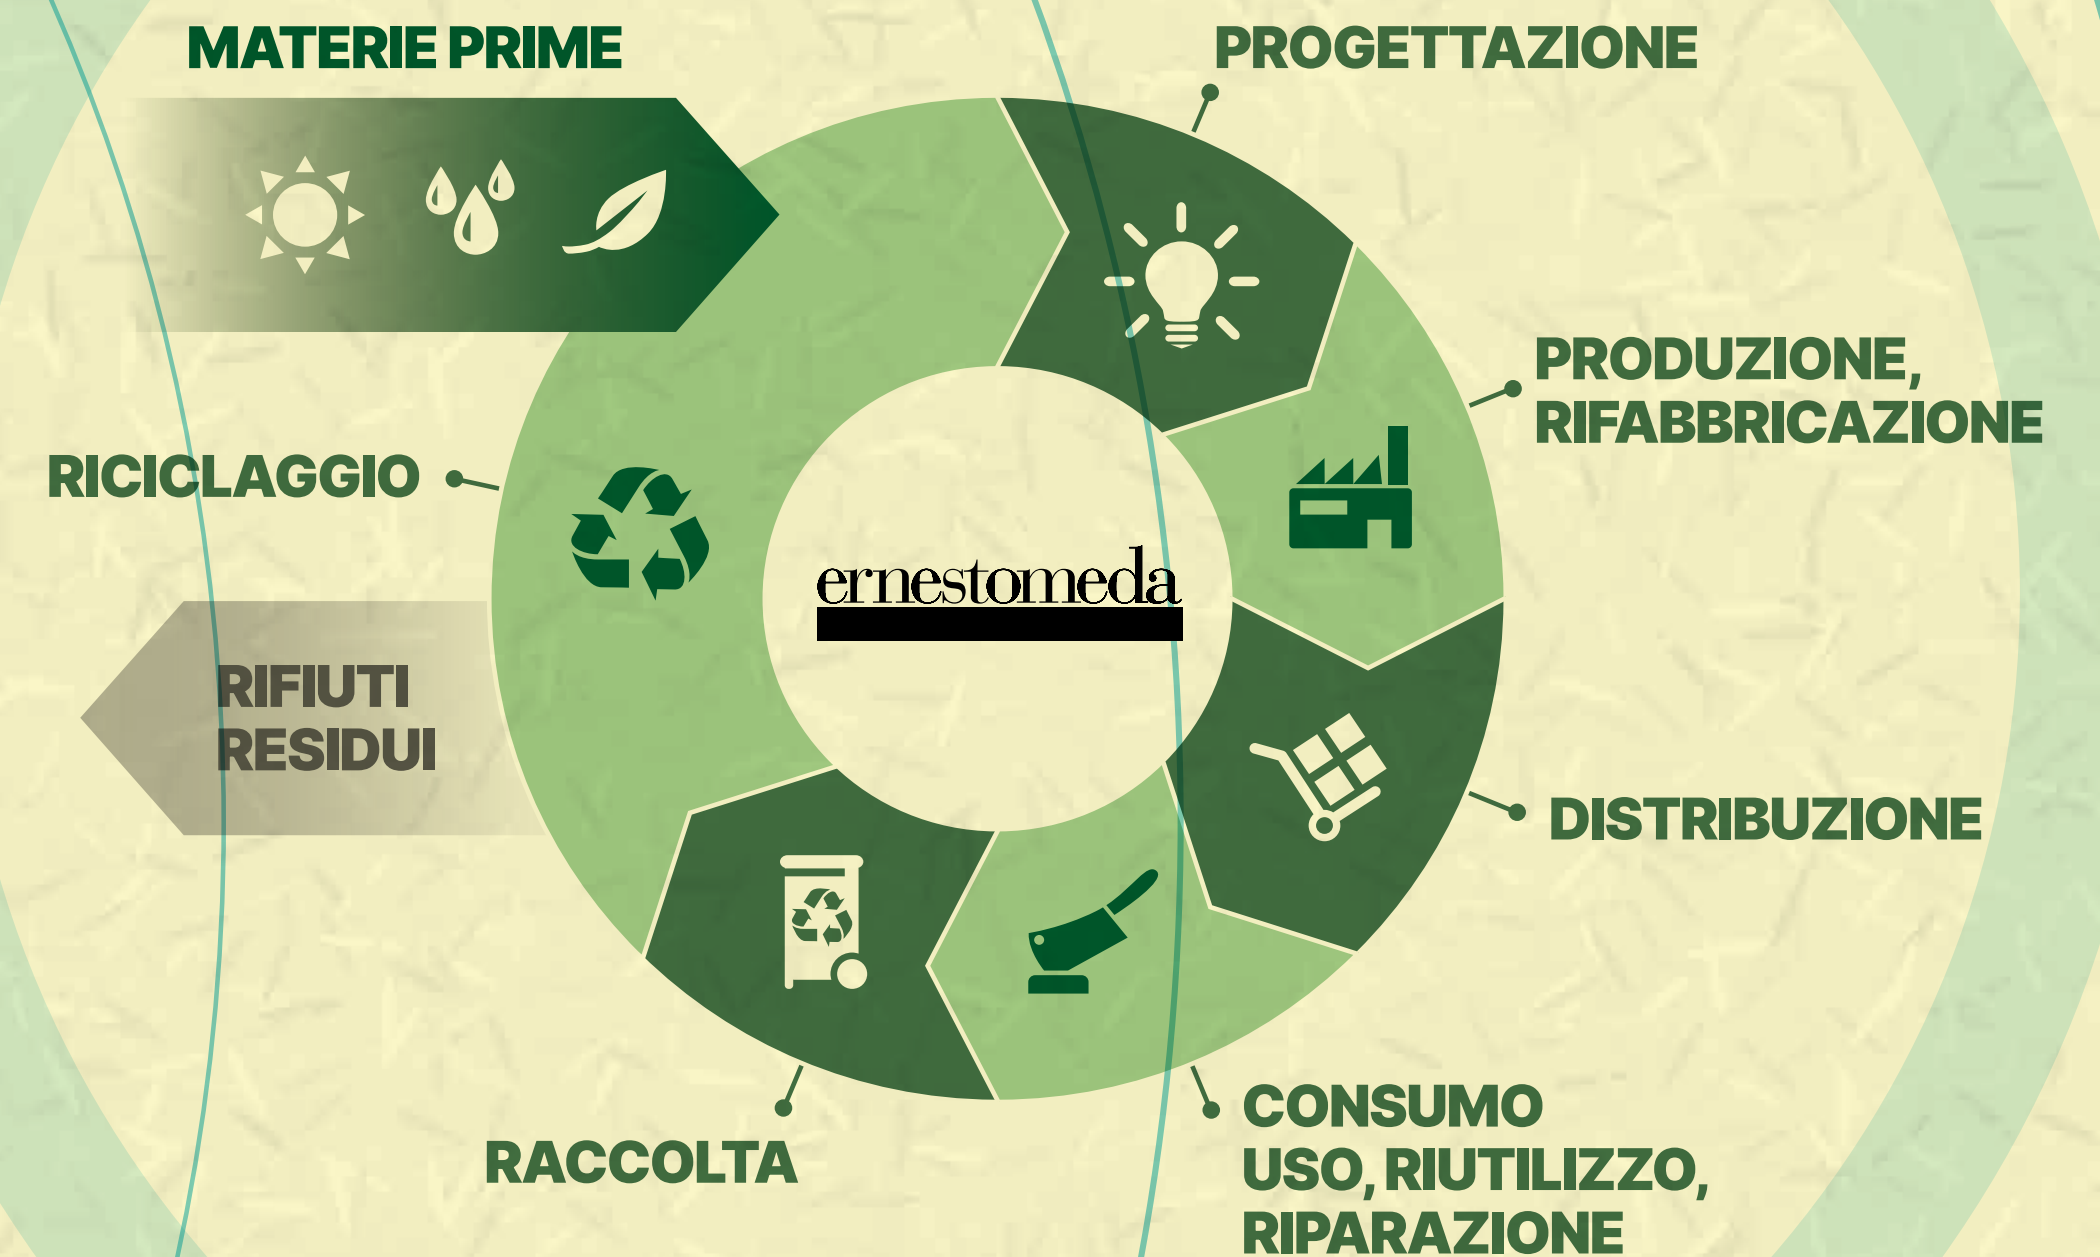 MATERIE PRIME
PROGETTAZIONE
PRODUZIONE,
RIFABBRICAZIONE
RICICLAGGIO
ernestomeda
RIFIUTI
RESIDUI
DISTRIBUZIONE
CONSUMO
USO, RIUTILIZZO,
RIPARAZIONE
RACCOLTA